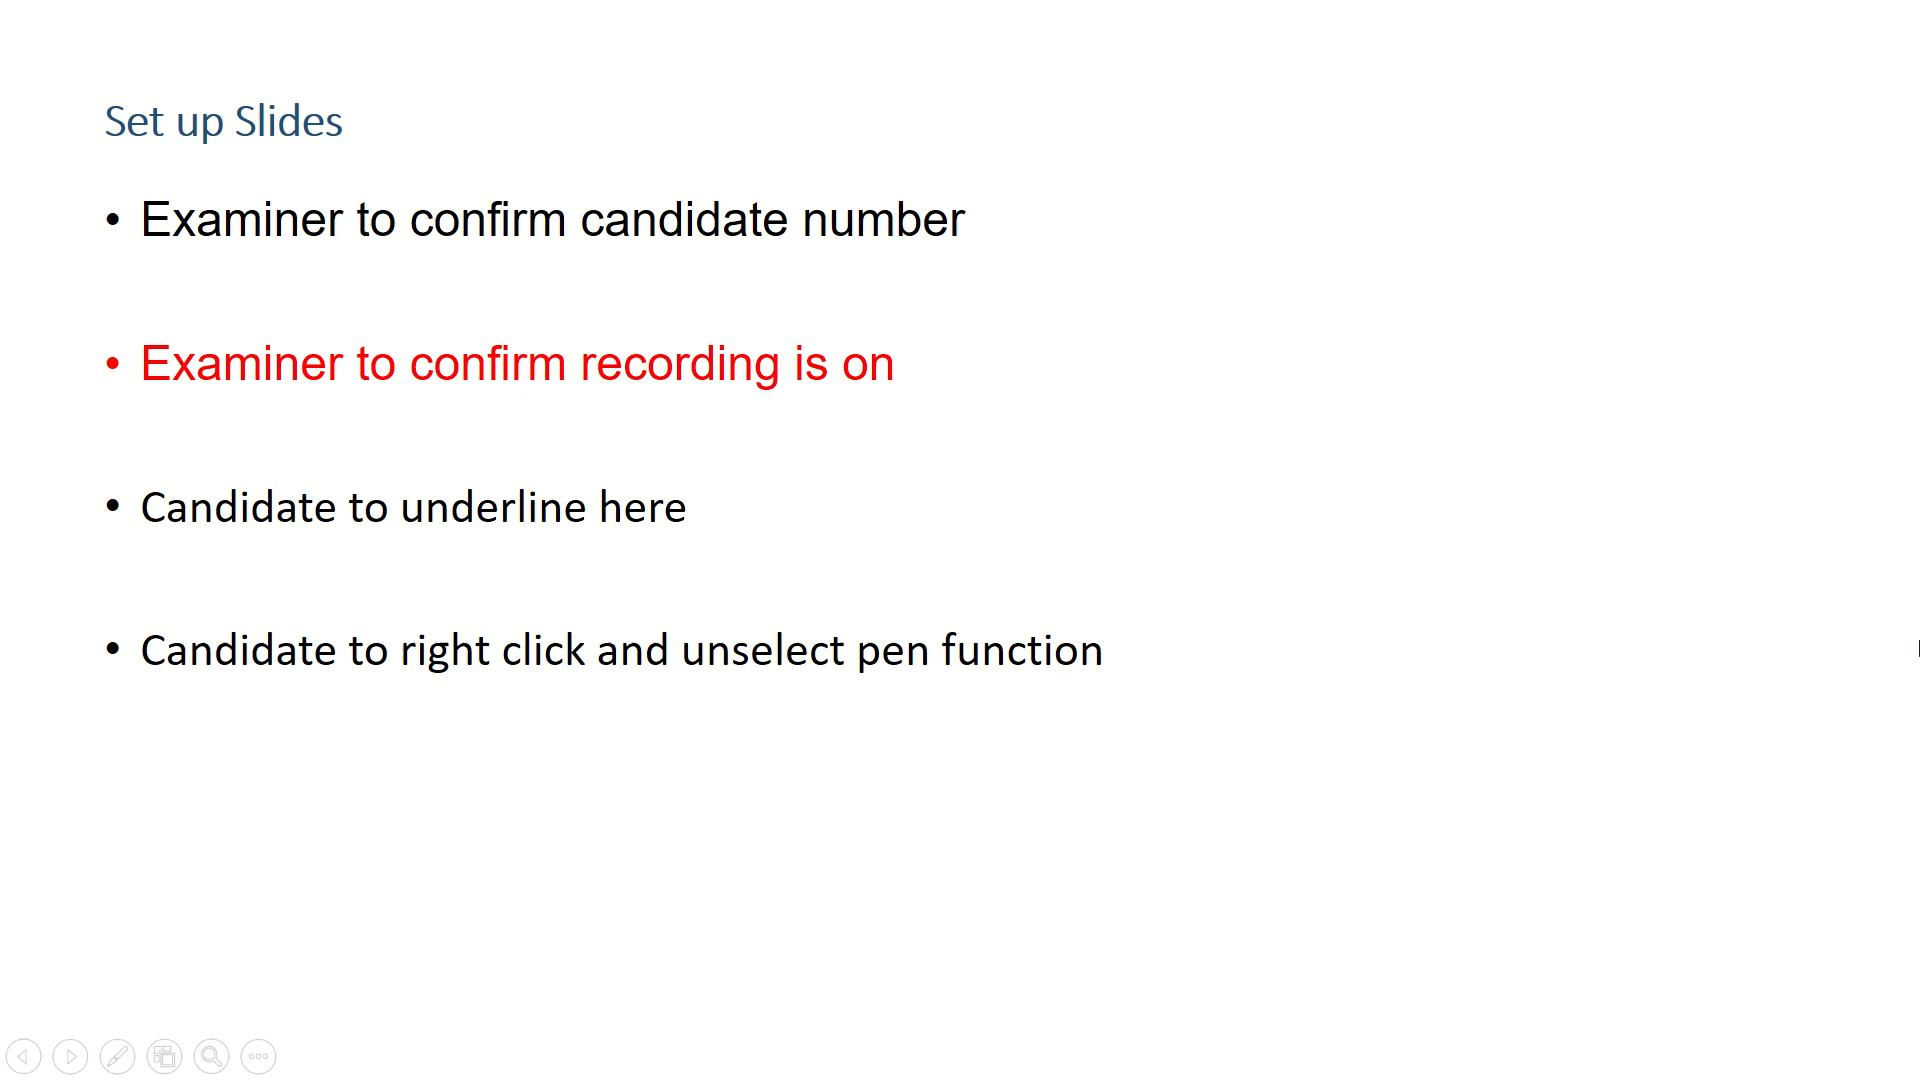 Set up Slides
• Examiner to confirm candidate number
• Examiner to confirm recording is on
• Candidate to underline here
• Candidate to right click and unselect pen function